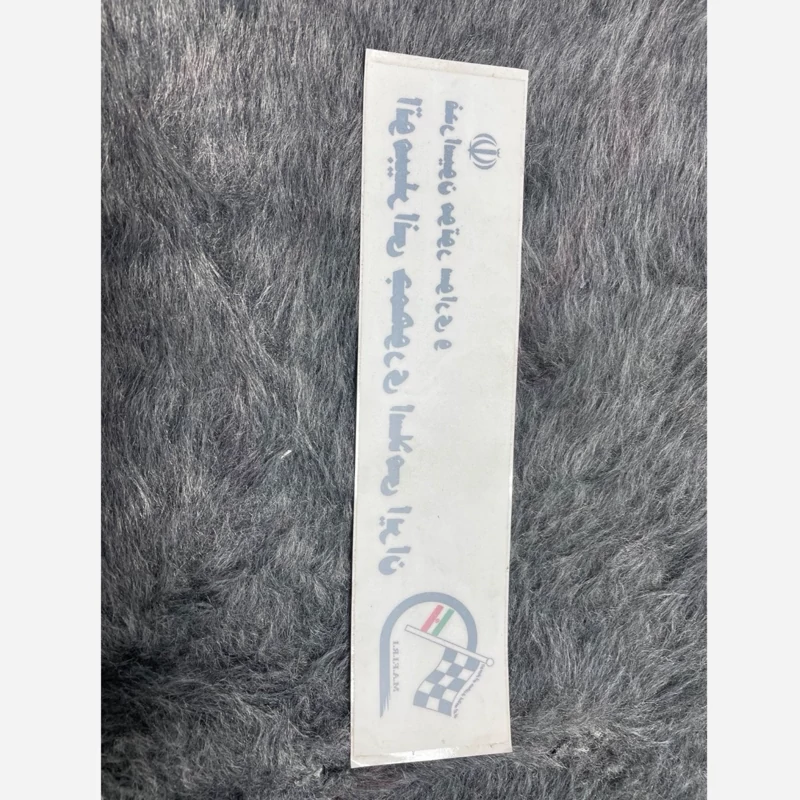 فدراسیون موتورسواری و
اتومبیلرانی جمهوری اسلامی ایران